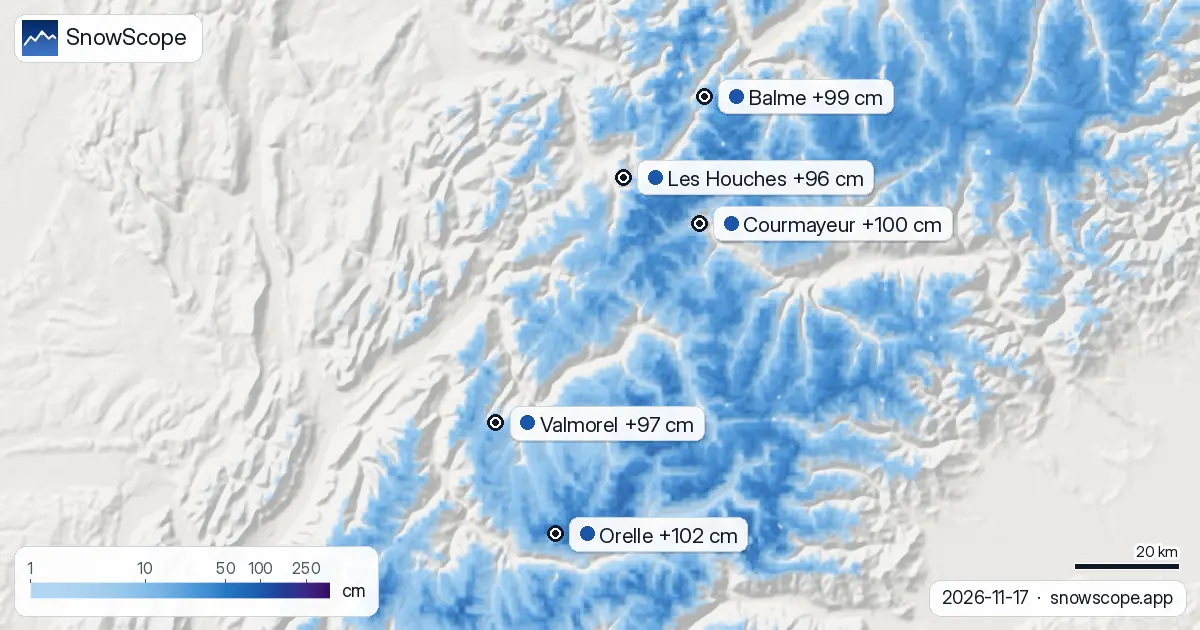 SnowScope
Balme +99 cm
Les Houches +96 cm
Courmayeur +100 cm
Valmorel +97 cm
Orelle +102 cm
1 10 50 100 250
cm
20 km
2026-11-17 · snowscope.app